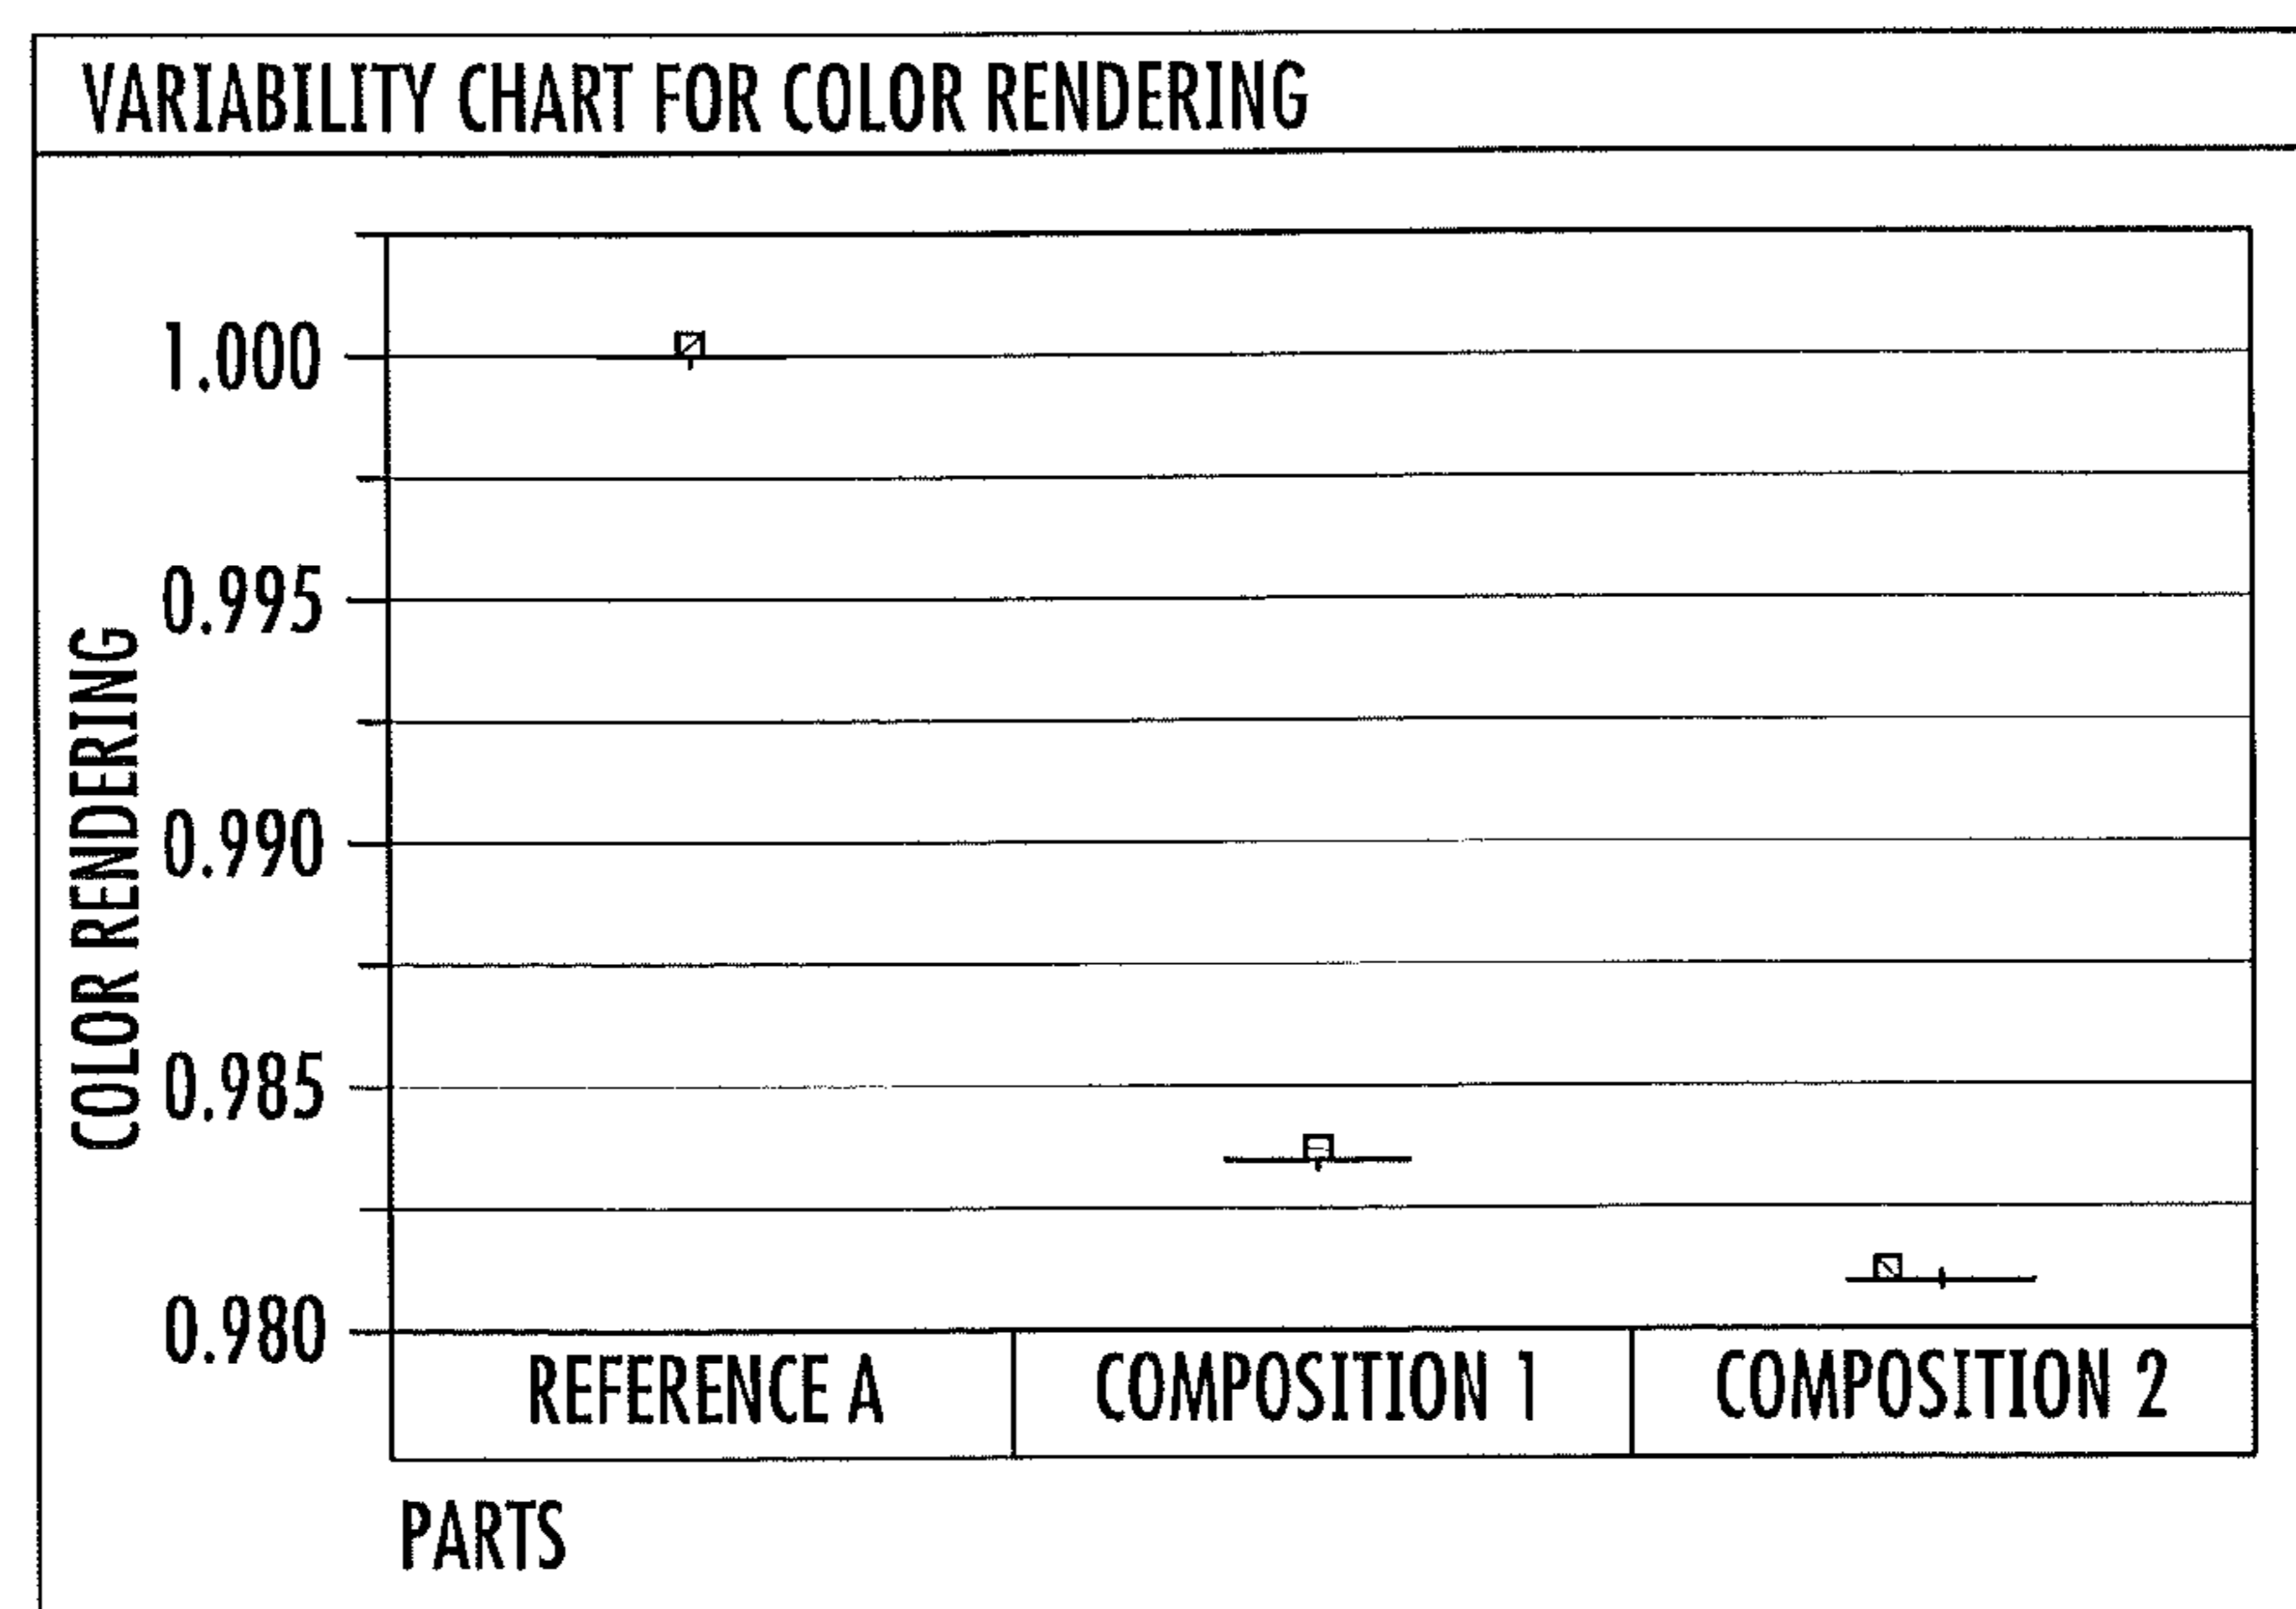 VARIABILITY CHART FOR COLOR RENDERING
COLOR RENDERING
1.000
0.995
0.990
0.985
0.980
REFERENCE A
COMPOSITION 1
COMPOSITION 2
PARTS